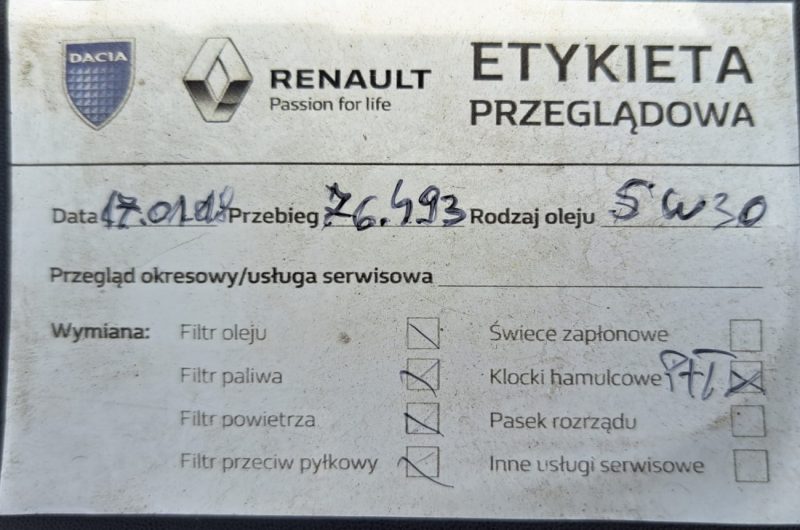 DACIA
RENAULT
Passion for life
ETYKIETA
PRZEGLĄDOWA
Data 17.01.18 Przebieg 76.493 Rodzaj oleju 5W30
Przegląd okresowy/usługa serwisowa
Wymiana: Filtr oleju Świece zapłonowe
Filtr paliwa Klocki hamulcowe P+T
Filtr powietrza Pasek rozrządu
Filtr przeciw pyłkowy Inne usługi serwisowe